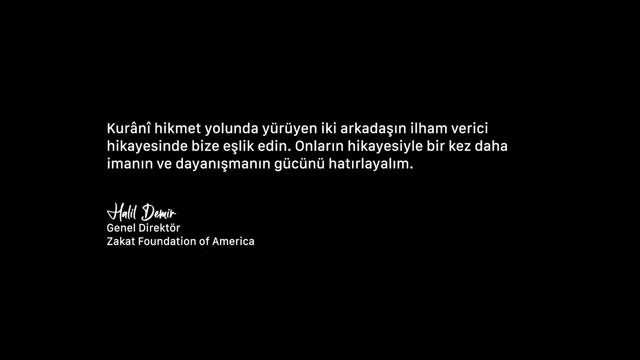 Kurânî hikmet yolunda yürüyen iki arkadaşın ilham verici
hikayesinde bize eşlik edin. Onların hikayesiyle bir kez daha
imanın ve dayanışmanın gücünü hatırlayalım.
Halil Demir
Genel Direktör
Zakat Foundation of America